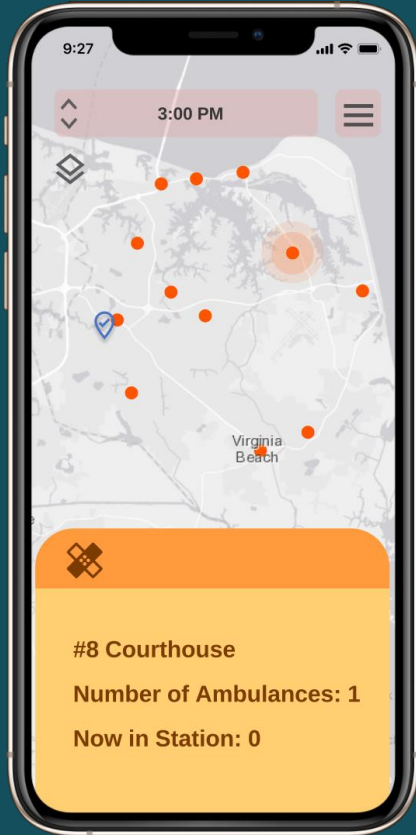 9:27
3:00 PM
Virginia
Beach
#8 Courthouse
Number of Ambulances: 1
Now in Station: 0